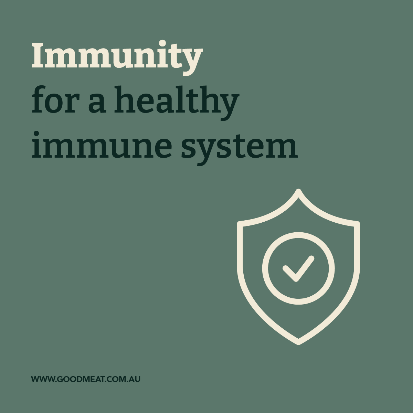 Immunity
for a healthy
immune system
WWW.GOODMEAT.COM.AU